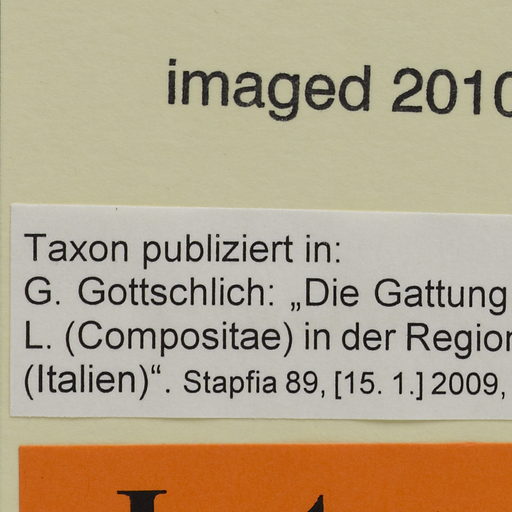 imaged 2010
Taxon publiziert in:
G. Gottschlich: „Die Gattung
L. (Compositae) in der Region
(Italien)“. Stapfia 89, [15. 1.] 2009,